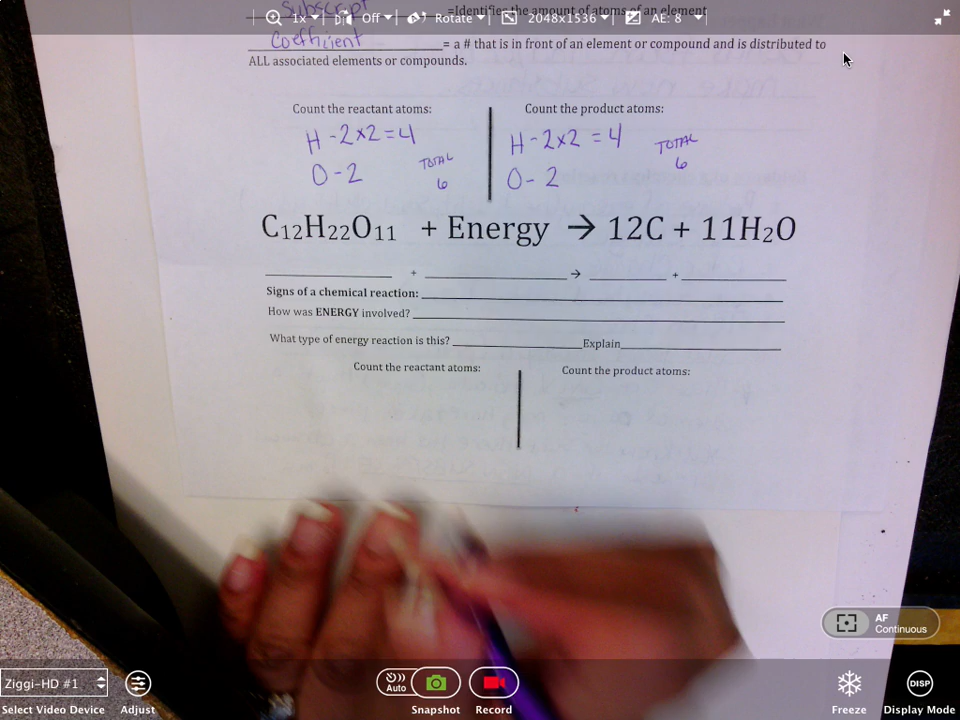 Subscript =Identifies the amount of atoms of an element
1x Off Rotate 2048x1536 AE: 8
Coefficient = a # that is in front of an element or compound and is distributed to
ALL associated elements or compounds.
Count the reactant atoms: Count the product atoms:
H - 2x2 = 4 H - 2x2 = 4
O - 2 TOTAL 6 O - 2 TOTAL 6
C₁₂H₂₂O₁₁ + Energy → 12C + 11H₂O
+ → +
Signs of a chemical reaction:
How was ENERGY involved?
What type of energy reaction is this? Explain
Count the reactant atoms: Count the product atoms:
AF
Continuous
Ziggi-HD #1 Auto DISP
Select Video Device Adjust Snapshot Record Freeze Display Mode